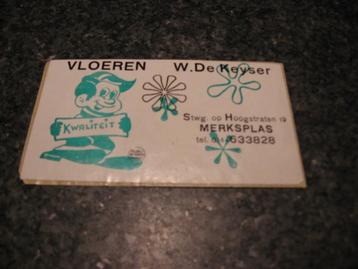 VLOEREN W. De Keyser
KWALITEIT
Stwg. op Hoogstraten 19
MERKSPLAS
tel. 014/633828